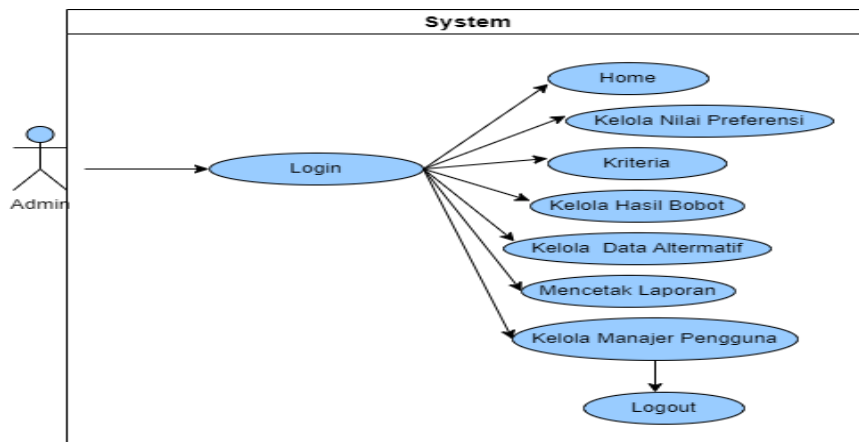 System
Home
Kelola Nilai Preferensi
Login
Kriteria
Admin
Kelola Hasil Bobot
Kelola Data Altermatif
Mencetak Laporan
Kelola Manajer Pengguna
Logout